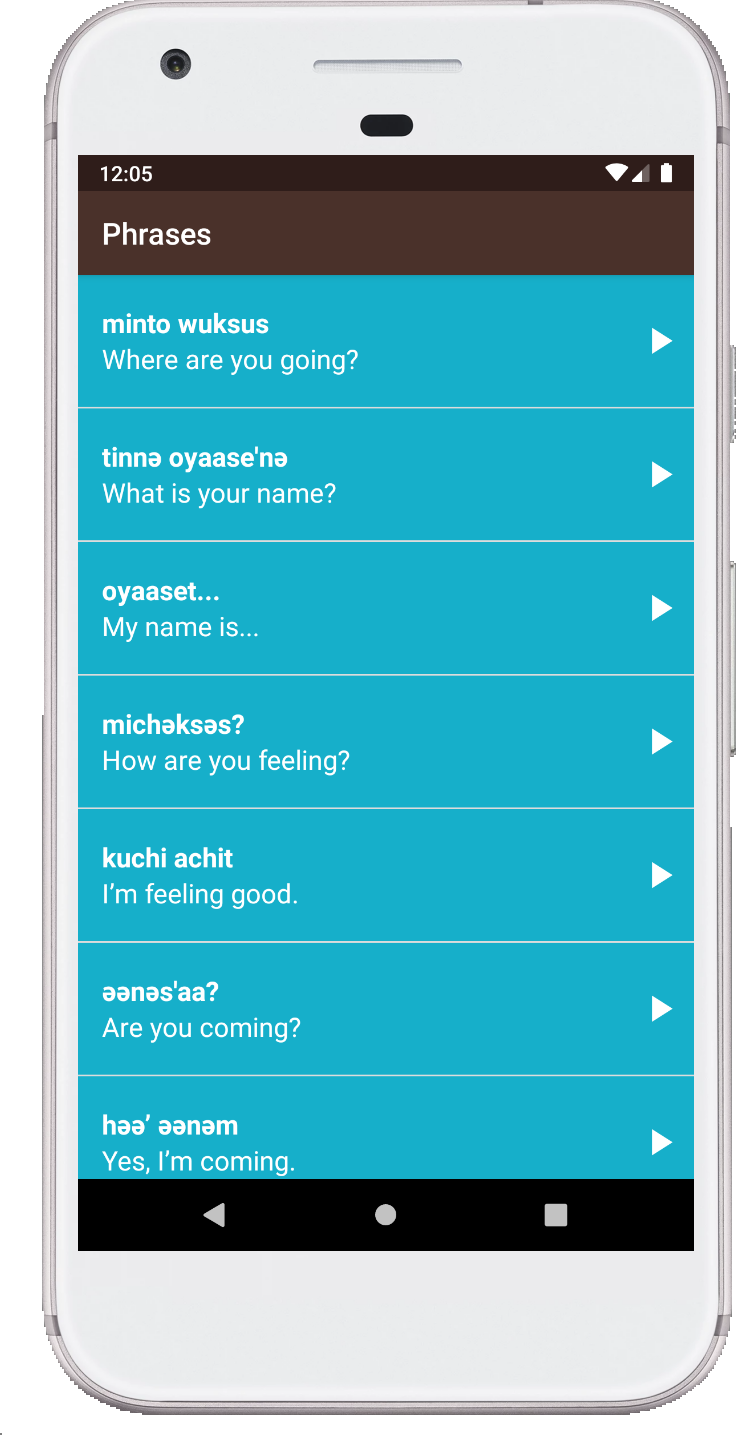 12:05
Phrases
minto wuksus
Where are you going?
tinnə oyaase'nə
What is your name?
oyaaset...
My name is...
michəksəs?
How are you feeling?
kuchi achit
I’m feeling good.
əənəs'aa?
Are you coming?
həə’ əənəm
Yes, I’m coming.